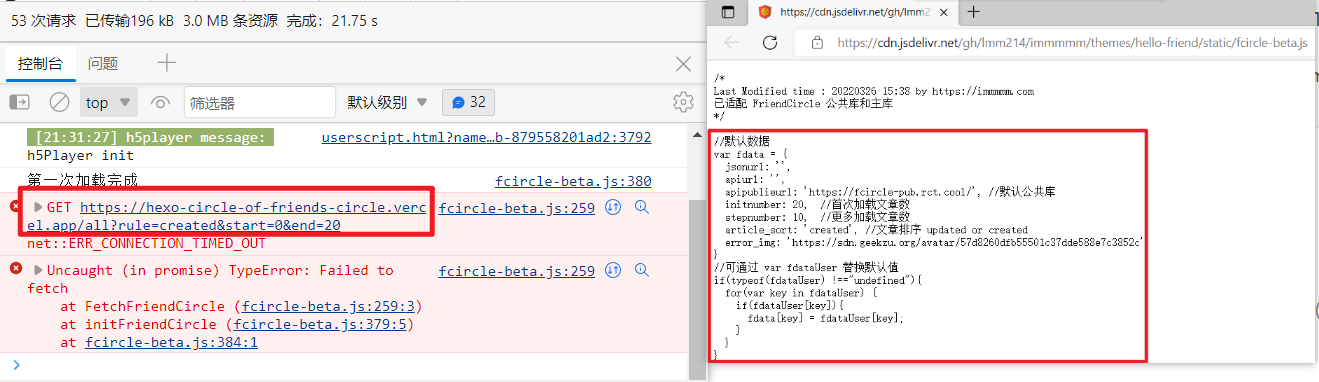 53 次请求 已传输196 kB 3.0 MB 条资源 完成：21.75 s
控制台 问题
top 筛选器 默认级别 32
[21:31:27] h5player message: userscript.html?name…b-879558201ad2:3792
h5Player init
第一次加载完成 fcircle-beta.js:380
GET https://hexo-circle-of-friends-circle.verc fcircle-beta.js:259
el.app/all?rule=created&start=0&end=20
net::ERR_CONNECTION_TIMED_OUT
Uncaught (in promise) TypeError: Failed to fcircle-beta.js:259
fetch
at FetchFriendCircle (fcircle-beta.js:259:3)
at initFriendCircle (fcircle-beta.js:379:5)
at fcircle-beta.js:384:1
https://cdn.jsdelivr.net/gh/lmm2
https://cdn.jsdelivr.net/gh/lmm214/immmmm/themes/hello-friend/static/fcircle-beta.js
/*
Last Modified time : 20220326 15:38 by https://immmmm.com
已适配 FriendCircle 公共库和主库
*/
//默认数据
var fdata = {
jsonurl: '',
apiurl: '',
apipublieurl: 'https://fcircle-pub.rct.cool/', //默认公共库
initnumber: 20, //首次加载文章数
stepnumber: 10, //更多加载文章数
article_sort: 'created', //文章排序 updated or created
error_img: 'https://sdn.geekzu.org/avatar/57d8260dfb55501c37dde588e7c3852c'
}
//可通过 var fdataUser 替换默认值
if(typeof(fdataUser) !=="undefined"){
for(var key in fdataUser) {
if(fdataUser[key]){
fdata[key] = fdataUser[key];
}
}
}